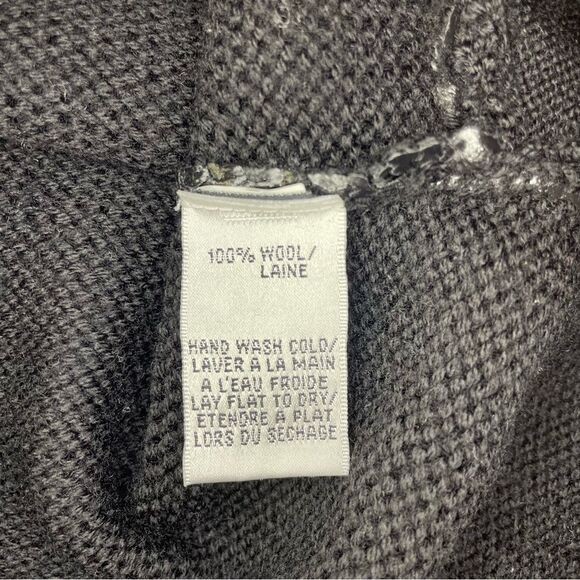 100% WOOL/
LAINE
HAND WASH COLD/
LAVER A LA MAIN
A L'EAU FROIDE
LAY FLAT TO DRY/
ETENDRE A PLAT
LORS DU SECHAGE